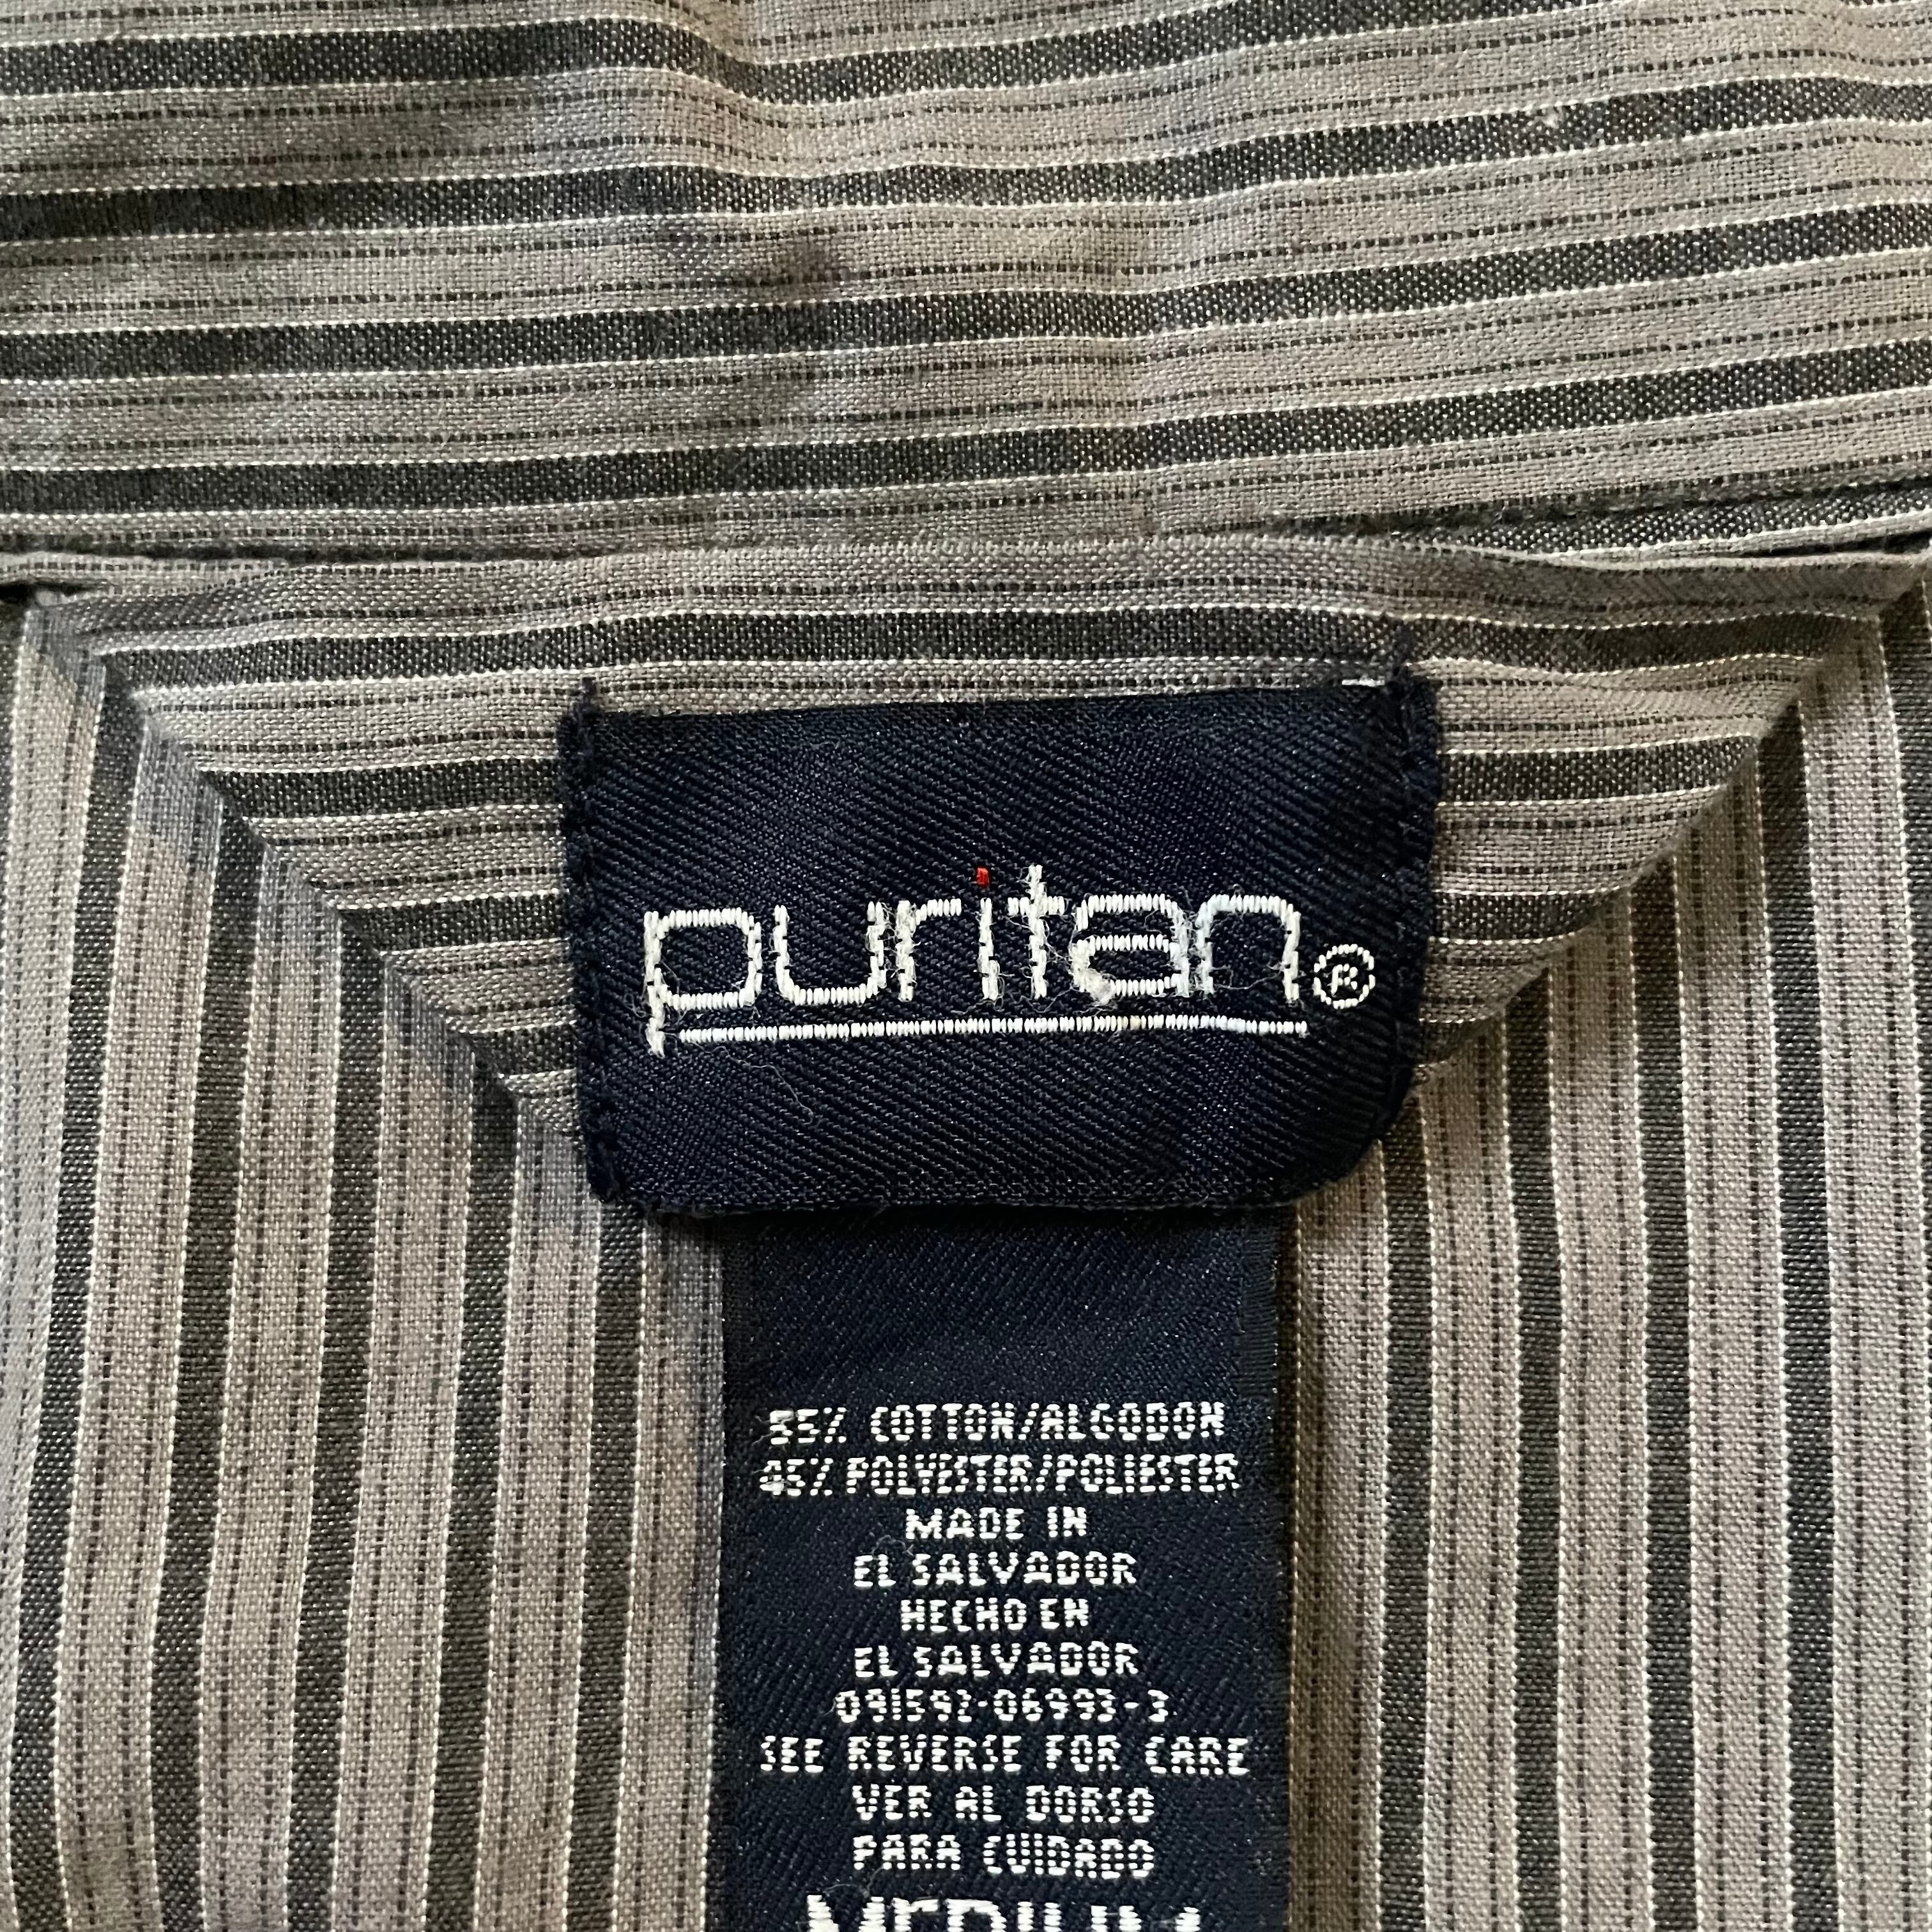 puritan®
55% COTTON/ALGODON
45% POLYESTER/POLIESTER
MADE IN
EL SALVADOR
HECHO EN
EL SALVADOR
091592-06993-3
SEE REVERSE FOR CARE
VER AL DORSO
PARA CUIDADO
MEDIUM